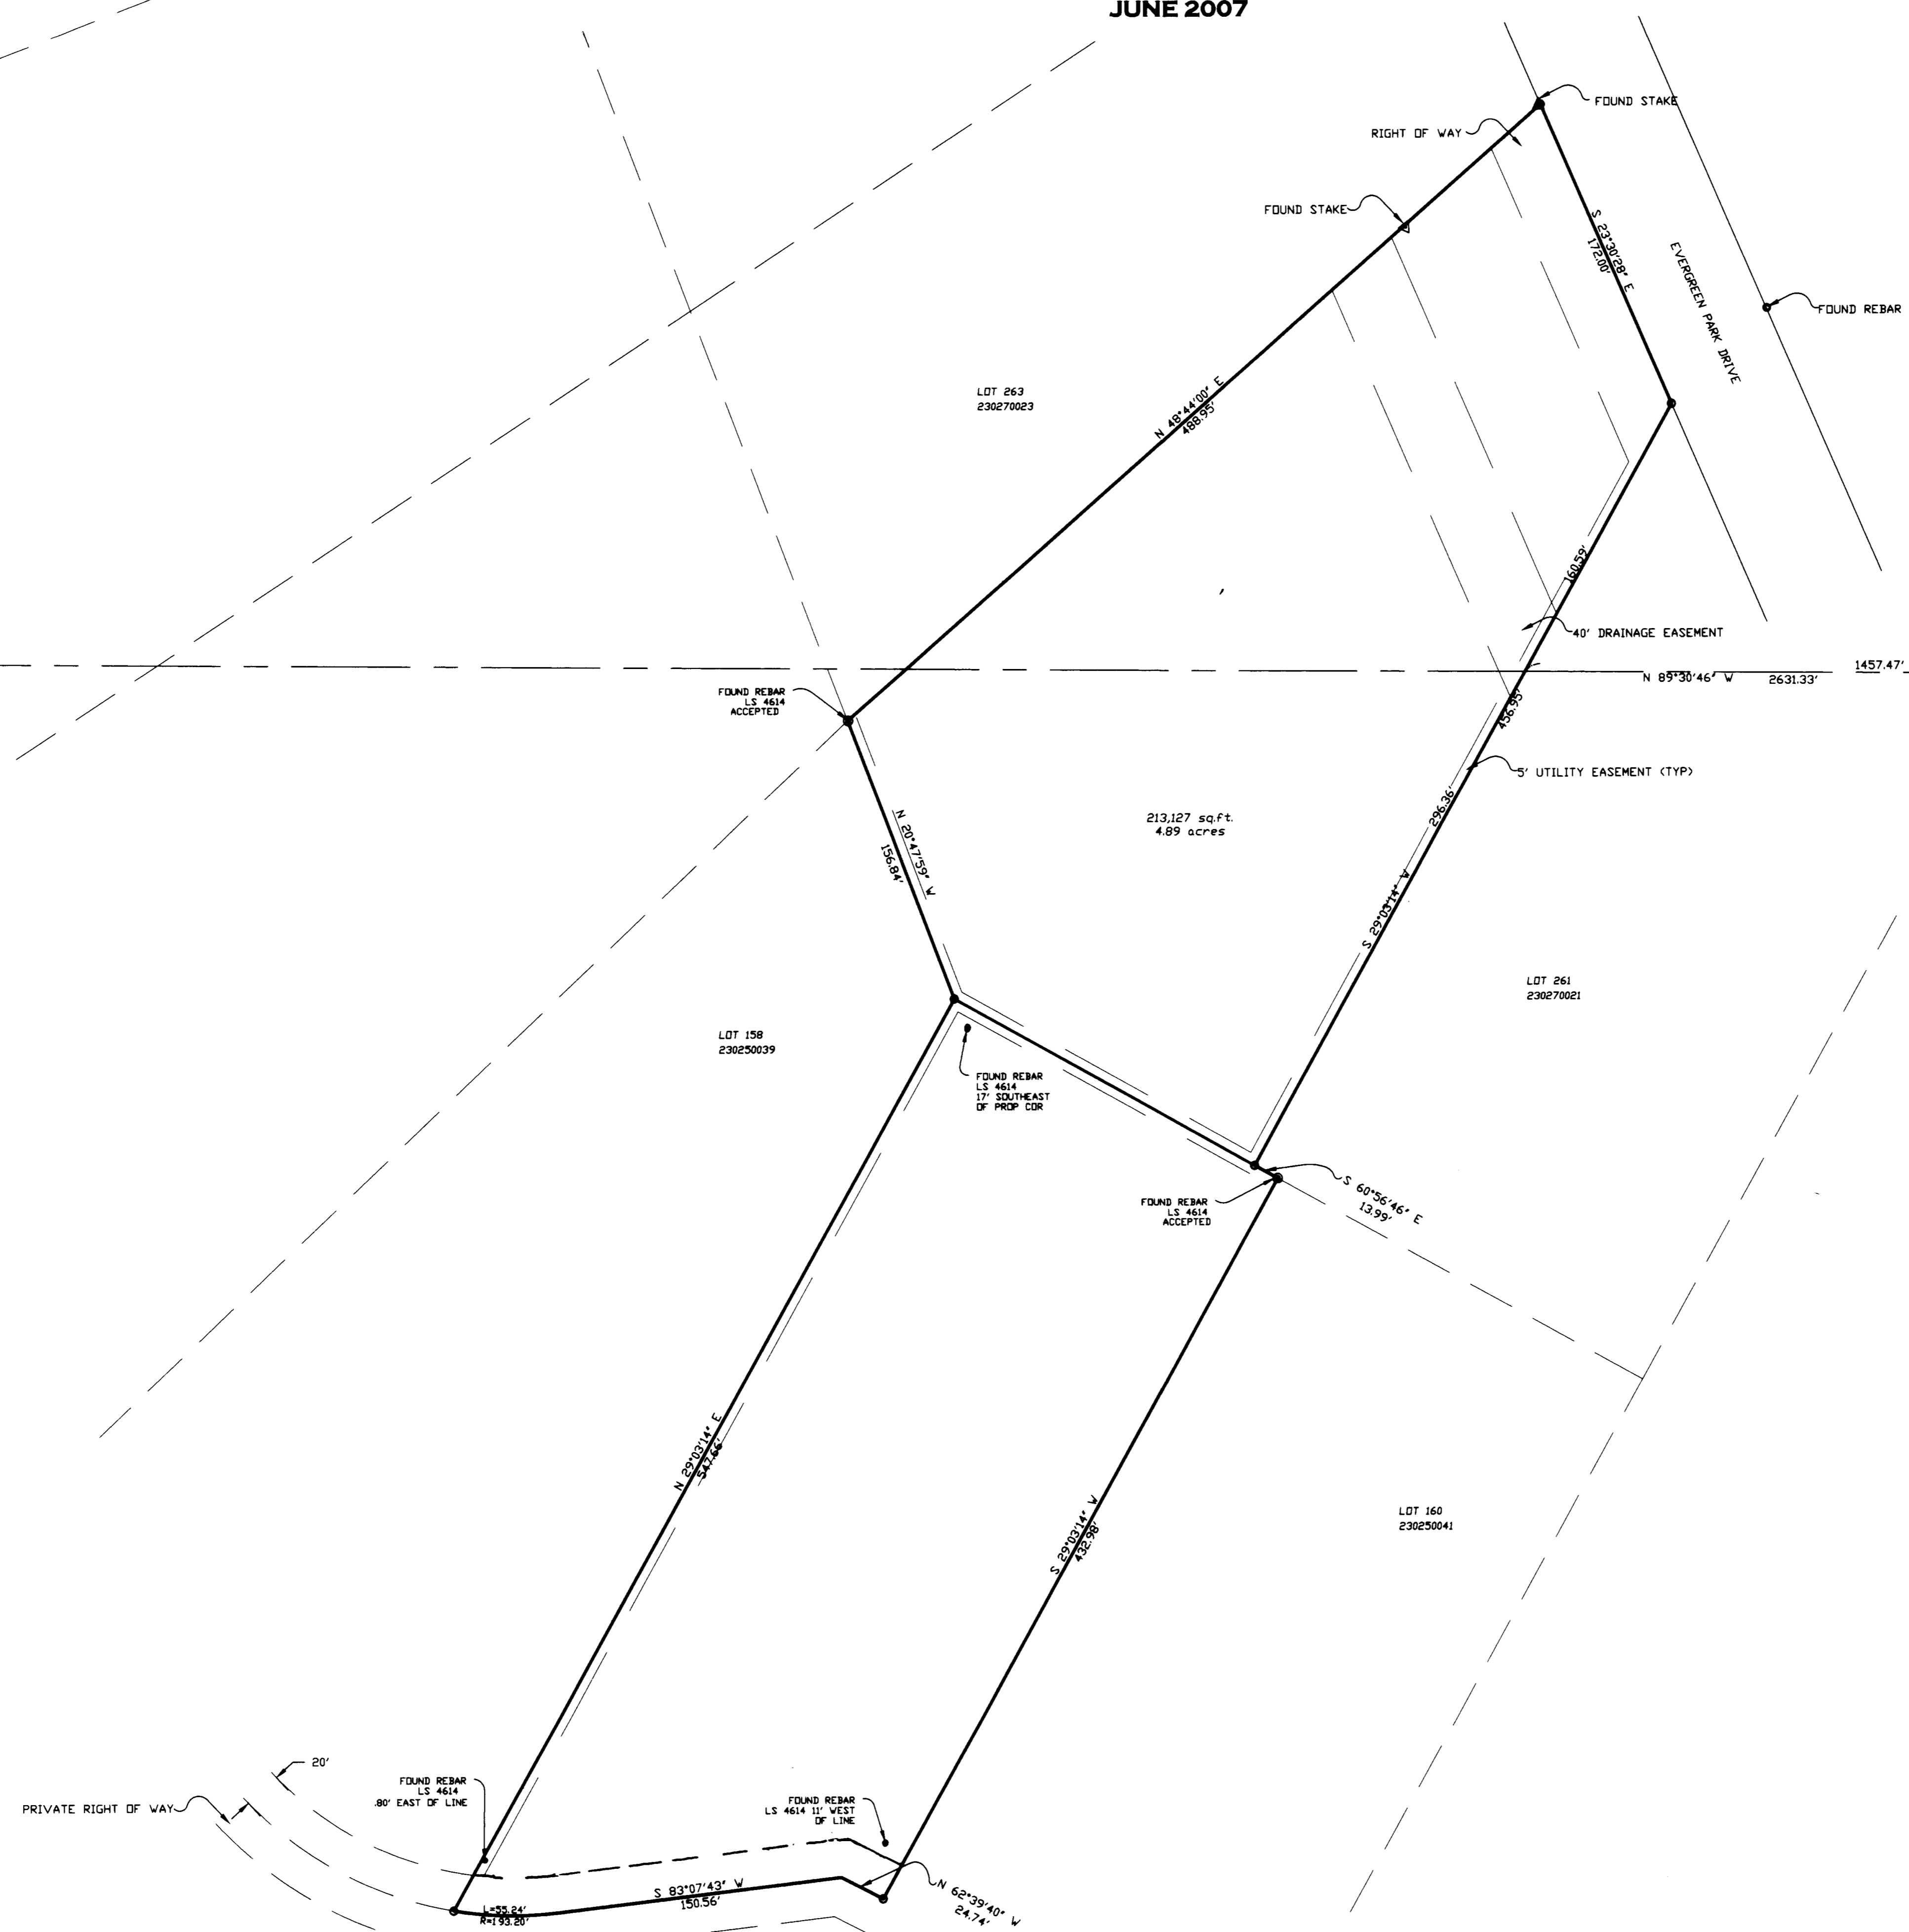 JUNE 2007
FOUND STAKE
RIGHT OF WAY
FOUND STAKE
S 23°30'28" E
172.00'
EVERGREEN PARK DRIVE
FOUND REBAR
LOT 263
230270023
N 48°44'00" E
488.95'
160.59'
40' DRAINAGE EASEMENT
1457.47'
N 89°30'46" W 2631.33'
FOUND REBAR
LS 4614
ACCEPTED
456.95'
5' UTILITY EASEMENT (TYP)
296.36'
213,127 sq.ft.
4.89 acres
N 20°47'59" W
156.84'
S 29°03'14" W
LOT 261
230270021
LOT 158
230250039
FOUND REBAR
LS 4614
17' SOUTHEAST
OF PROP COR
S 60°56'46" E
13.99'
FOUND REBAR
LS 4614
ACCEPTED
N 29°03'14" E
547.66'
S 29°03'14" W
432.98'
LOT 160
230250041
20'
PRIVATE RIGHT OF WAY
FOUND REBAR
LS 4614
.80' EAST OF LINE
FOUND REBAR
LS 4614 11' WEST
OF LINE
S 83°07'43" W
150.56'
N 62°39'40" W
24.74'
L=55.24'
R=193.20'